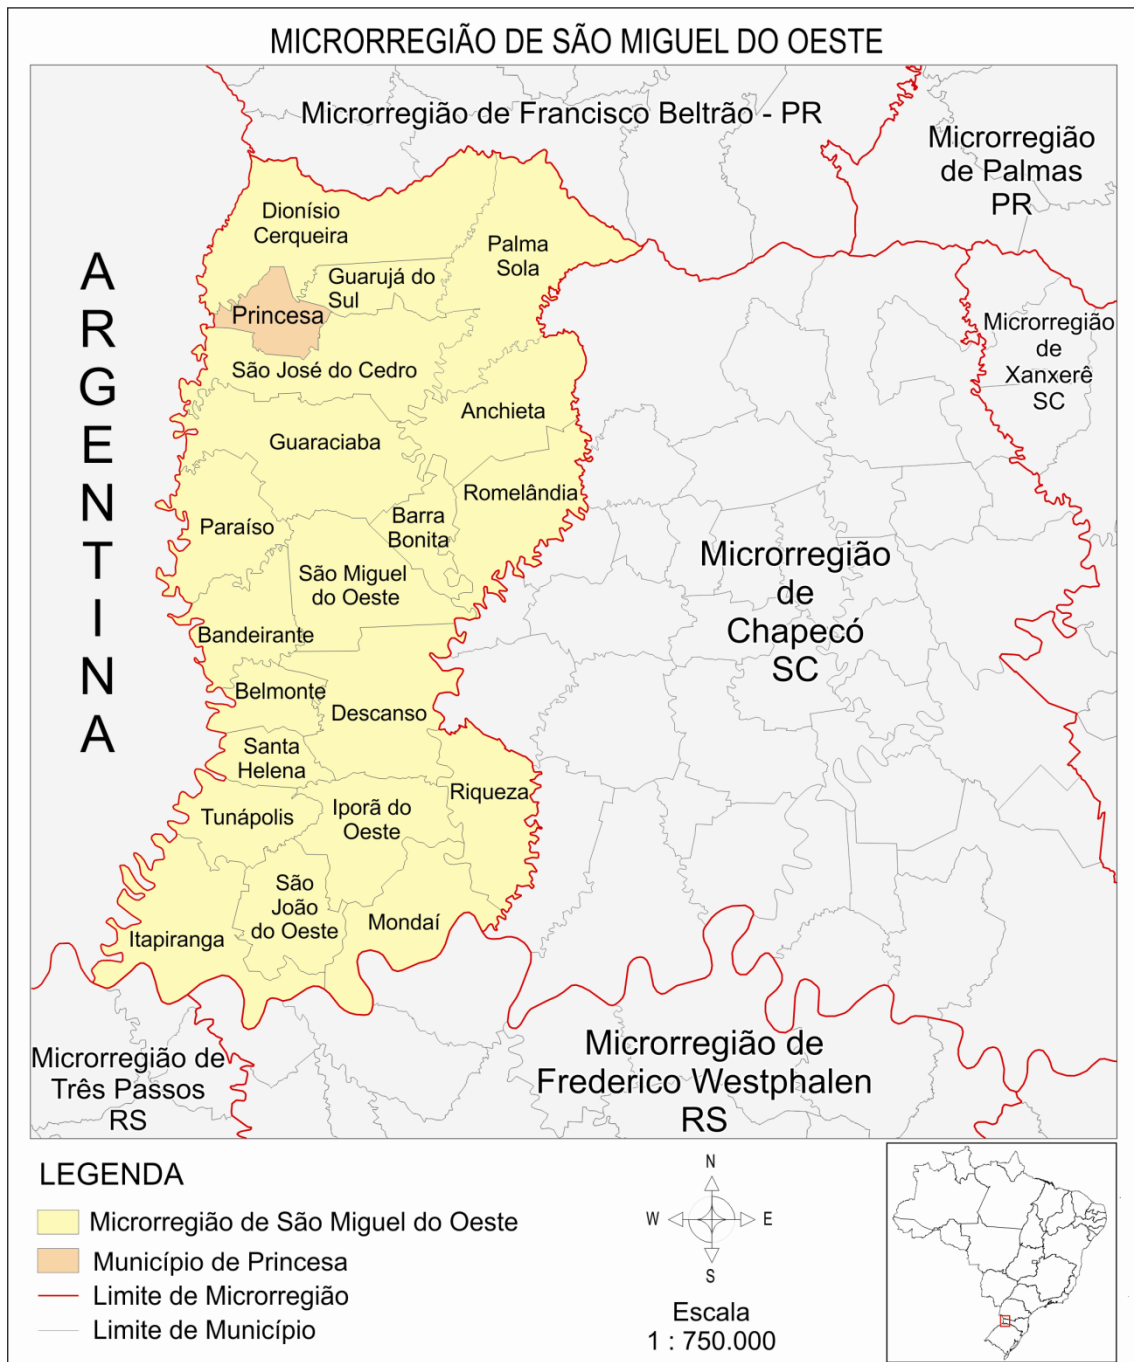 MICRORREGIÃO DE SÃO MIGUEL DO OESTE
Microrregião de Francisco Beltrão - PR
Microrregião
de Palmas
PR
Dionísio
Cerqueira
Palma
Sola
Guarujá do
Sul
Princesa
Microrregião
de
Xanxerê
SC
São José do Cedro
Anchieta
Guaraciaba
Romelândia
Paraíso
Barra
Bonita
ARGENTINA
São Miguel
do Oeste
Microrregião
de
Chapecó
SC
Bandeirante
Belmonte
Descanso
Santa
Helena
Riqueza
Tunápolis
Iporã do
Oeste
São
João
do Oeste
Mondaí
Itapiranga
Microrregião de
Três Passos
RS
Microrregião de
Frederico Westphalen
RS
LEGENDA
Microrregião de São Miguel do Oeste
Município de Princesa
Limite de Microrregião
Limite de Município
N
W
E
S
Escala
1 : 750.000